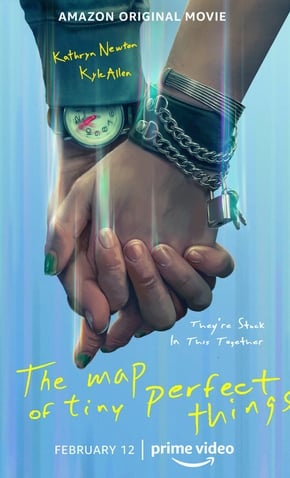 AMAZON ORIGINAL MOVIE
Kathryn Newton
Kyle Allen
They're Stuck
In This Together
The map
of tiny perfect
things
FEBRUARY 12 | prime video